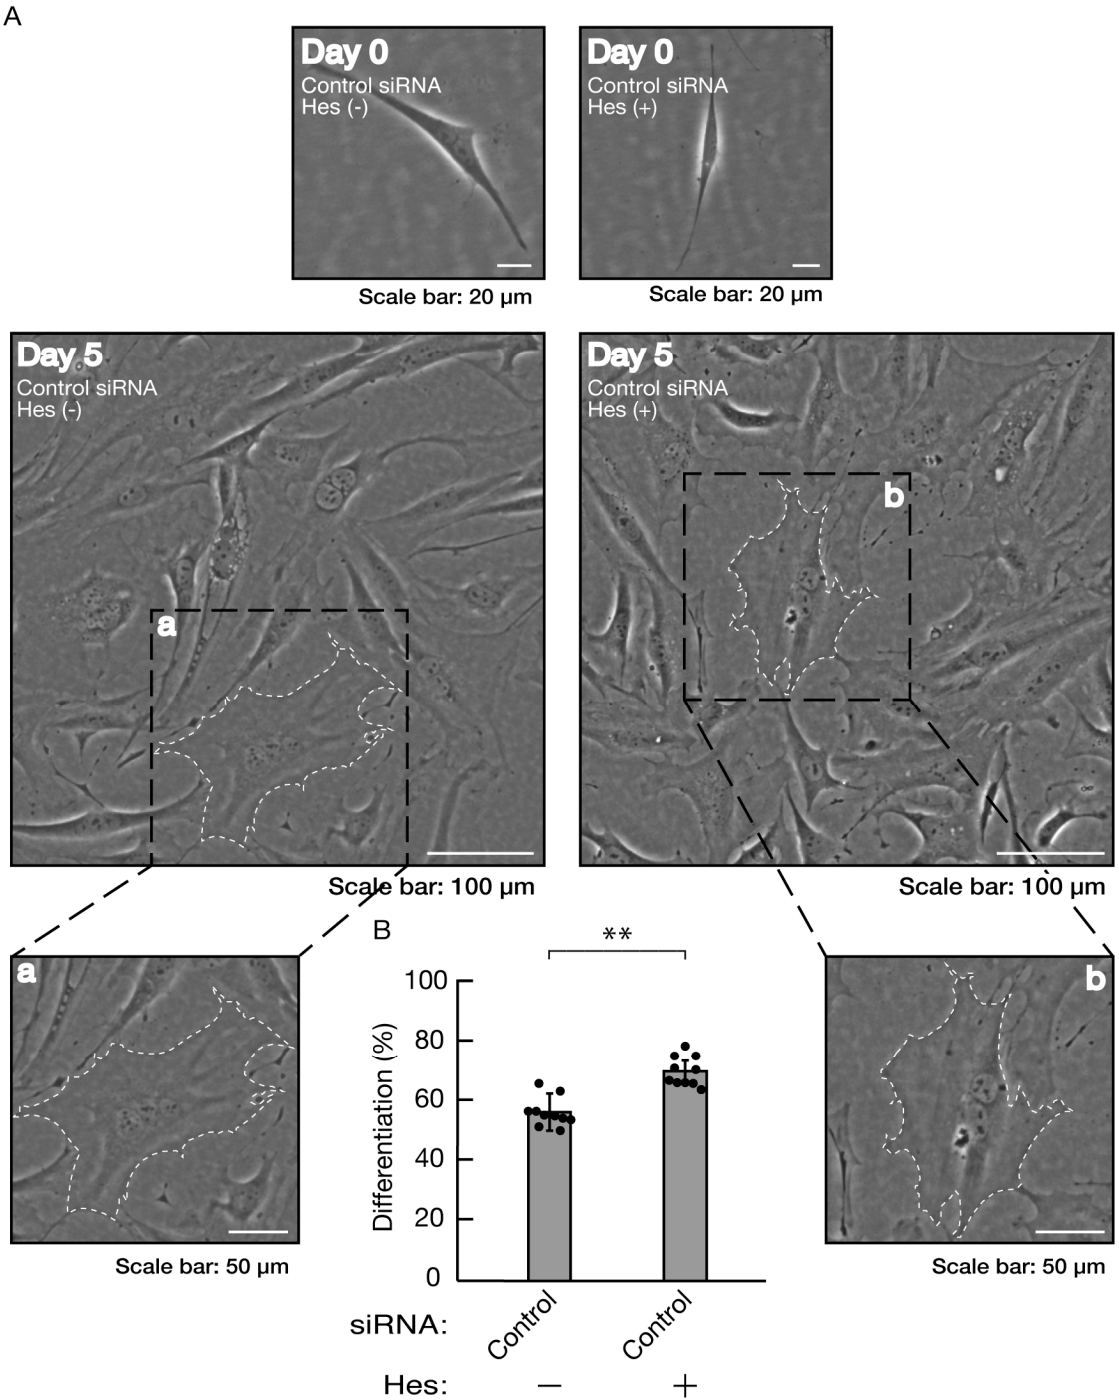 A
Day 0
Control siRNA
Hes (-)
Scale bar: 20 µm
Day 0
Control siRNA
Hes (+)
Scale bar: 20 µm
Day 5
Control siRNA
Hes (-)
a
Scale bar: 100 µm
Day 5
Control siRNA
Hes (+)
b
Scale bar: 100 µm
a
Scale bar: 50 µm
B
**
100
80
60
40
20
0
Differentiation (%)
siRNA:
Control
Control
Hes:
—
+
b
Scale bar: 50 µm